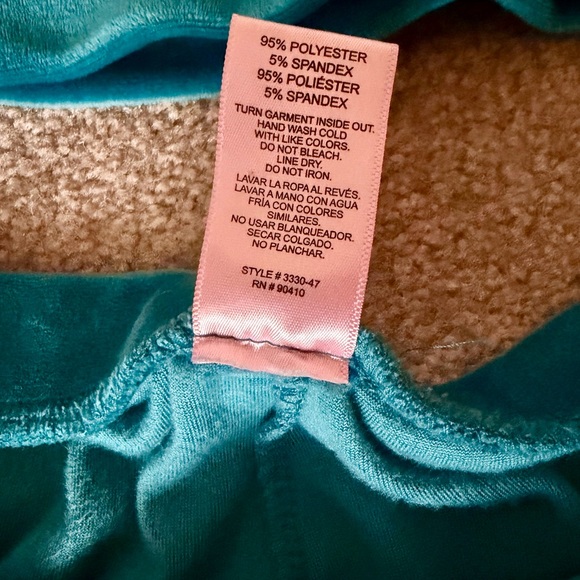 95% POLYESTER
5% SPANDEX
95% POLIÉSTER
5% SPANDEX
TURN GARMENT INSIDE OUT.
HAND WASH COLD
WITH LIKE COLORS.
DO NOT BLEACH.
LINE DRY.
DO NOT IRON.
LAVAR LA ROPA AL REVÉS.
LAVAR A MANO CON AGUA
FRÍA CON COLORES
SIMILARES.
NO USAR BLANQUEADOR.
SECAR COLGADO.
NO PLANCHAR.
STYLE # 3330-47
RN # 90410